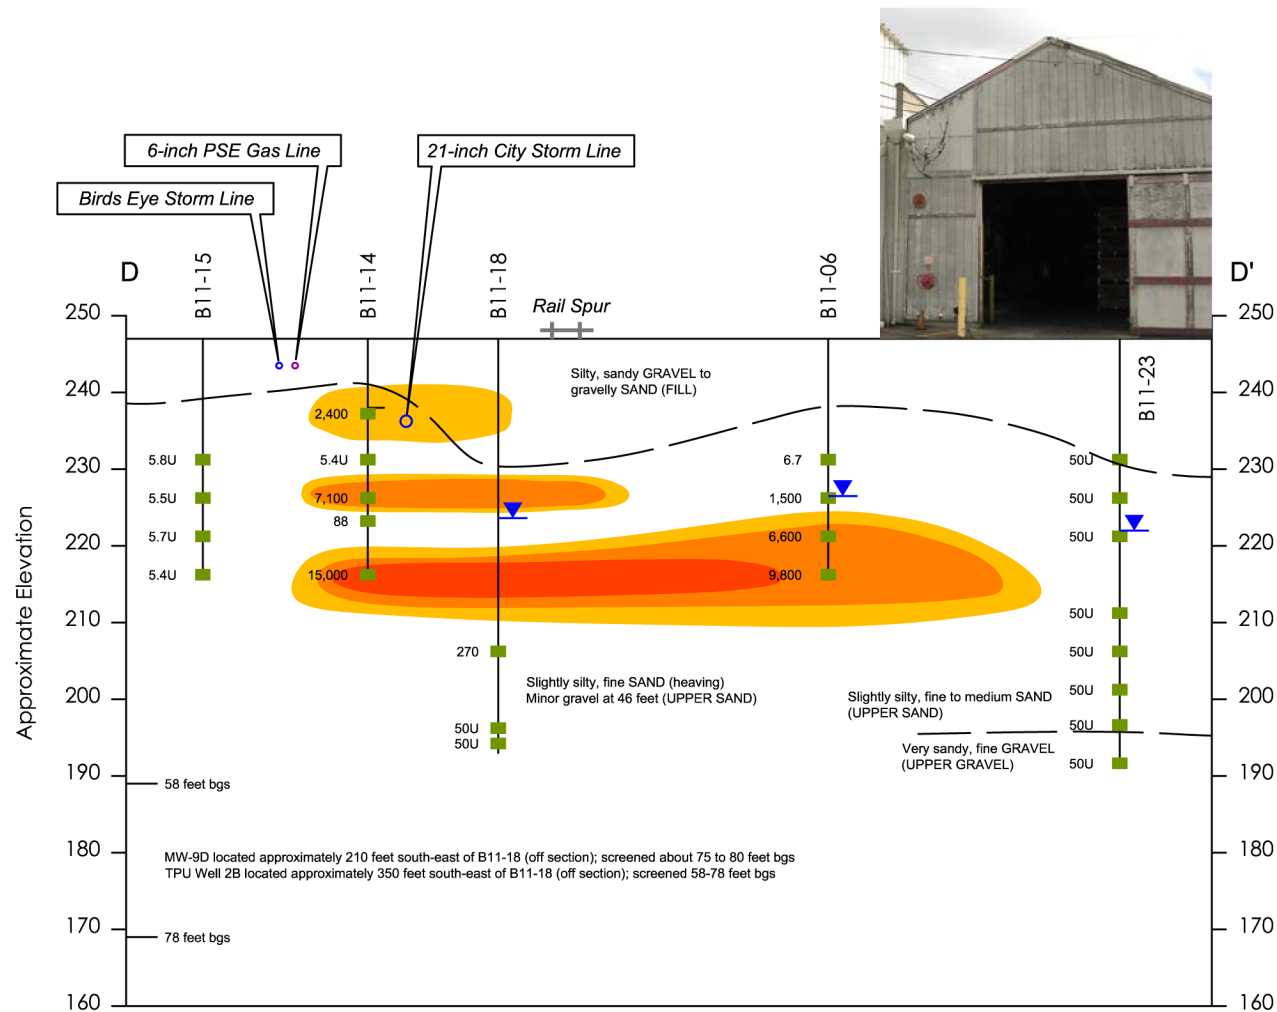 6-inch PSE Gas Line
21-inch City Storm Line
Birds Eye Storm Line
D
B11-15
B11-14
B11-18
Rail Spur
B11-06
B11-23
D'
Approximate Elevation
250
240
230
220
210
200
190
180
170
160
250
240
230
220
210
200
190
180
170
160
Silty, sandy GRAVEL to
gravelly SAND (FILL)
5.8U
5.5U
5.7U
5.4U
2,400
5.4U
7,100
88
15,000
270
50U
50U
6.7
1,500
6,600
9,800
50U
50U
50U
50U
50U
50U
50U
50U
Slightly silty, fine SAND (heaving)
Minor gravel at 46 feet (UPPER SAND)
Slightly silty, fine to medium SAND
(UPPER SAND)
Very sandy, fine GRAVEL
(UPPER GRAVEL)
58 feet bgs
MW-9D located approximately 210 feet south-east of B11-18 (off section); screened about 75 to 80 feet bgs
TPU Well 2B located approximately 350 feet south-east of B11-18 (off section); screened 58-78 feet bgs
78 feet bgs